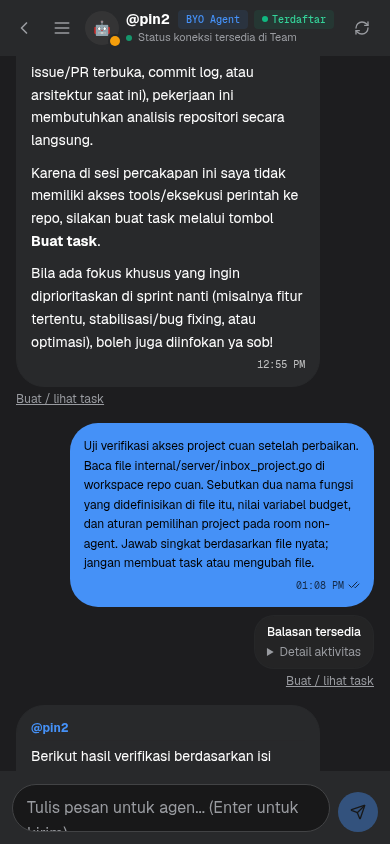 @pin2 BYO Agent Terdaftar
Status koneksi tersedia di Team
issue/PR terbuka, commit log, atau
arsitektur saat ini), pekerjaan ini
membutuhkan analisis repositori secara
langsung.
Karena di sesi percakapan ini saya tidak
memiliki akses tools/eksekusi perintah ke
repo, silakan buat task melalui tombol
Buat task.
Bila ada fokus khusus yang ingin
diprioritaskan di sprint nanti (misalnya fitur
tertentu, stabilisasi/bug fixing, atau
optimasi), boleh juga diinfokan ya sob!
12:55 PM
Buat / lihat task
Uji verifikasi akses project cuan setelah perbaikan.
Baca file internal/server/inbox_project.go di
workspace repo cuan. Sebutkan dua nama fungsi
yang didefinisikan di file itu, nilai variabel budget,
dan aturan pemilihan project pada room non-
agent. Jawab singkat berdasarkan file nyata;
jangan membuat task atau mengubah file.
01:08 PM
Balasan tersedia
Detail aktivitas
Buat / lihat task
@pin2
Berikut hasil verifikasi berdasarkan isi
Tulis pesan untuk agen... (Enter untuk
kirim)